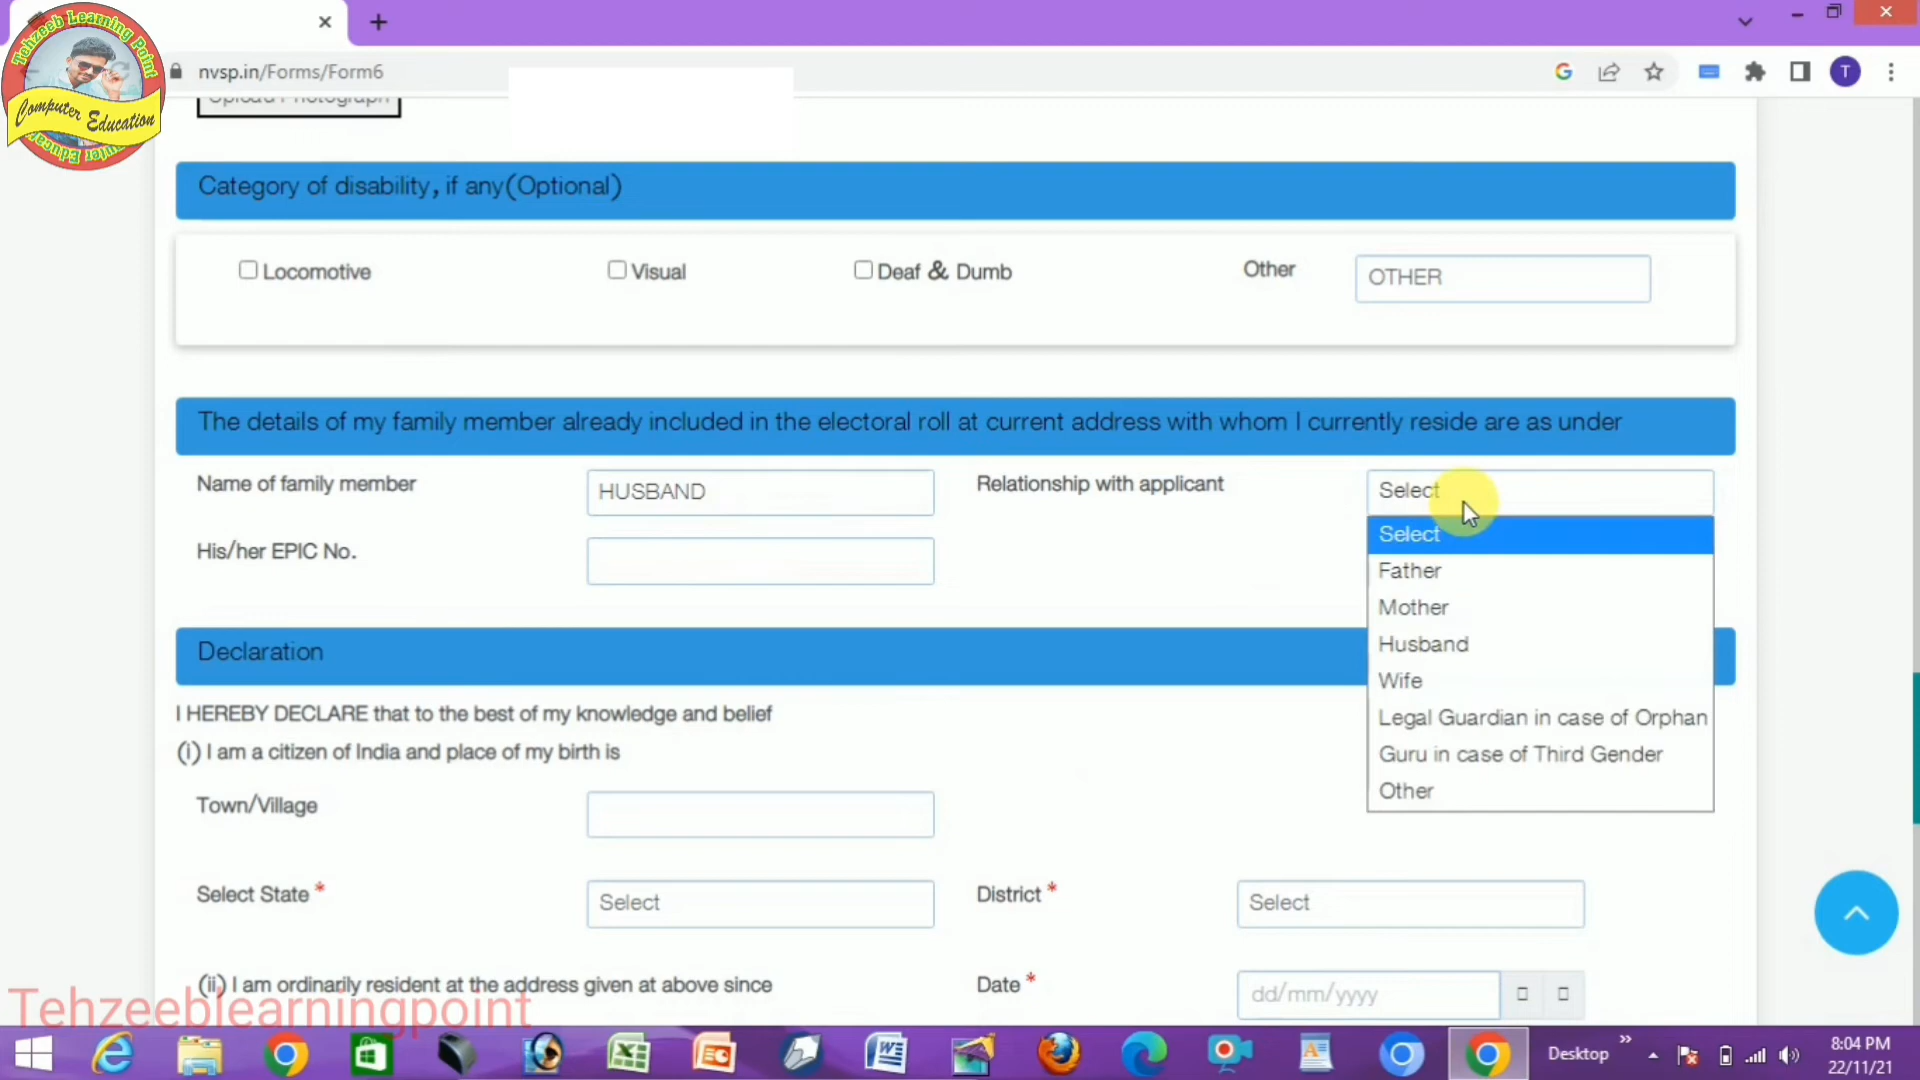 Tehzeeb Learning Point
Computer Education
nvsp.in/Forms/Form6
T
Upload Photograph
Category of disability, if any(Optional)
Locomotive
Visual
Deaf & Dumb
Other
OTHER
The details of my family member already included in the electoral roll at current address with whom I currently reside are as under
Name of family member
HUSBAND
Relationship with applicant
Select
His/her EPIC No.
Select
Father
Mother
Husband
Wife
Legal Guardian in case of Orphan
Guru in case of Third Gender
Other
Declaration
I HEREBY DECLARE that to the best of my knowledge and belief
(i) I am a citizen of India and place of my birth is
Town/Village
Select State *
Select
District *
Select
(ii) I am ordinarily resident at the address given at above since
Date *
dd/mm/yyyy
Tehzeeblearningpoint
Desktop
8:04 PM
22/11/21